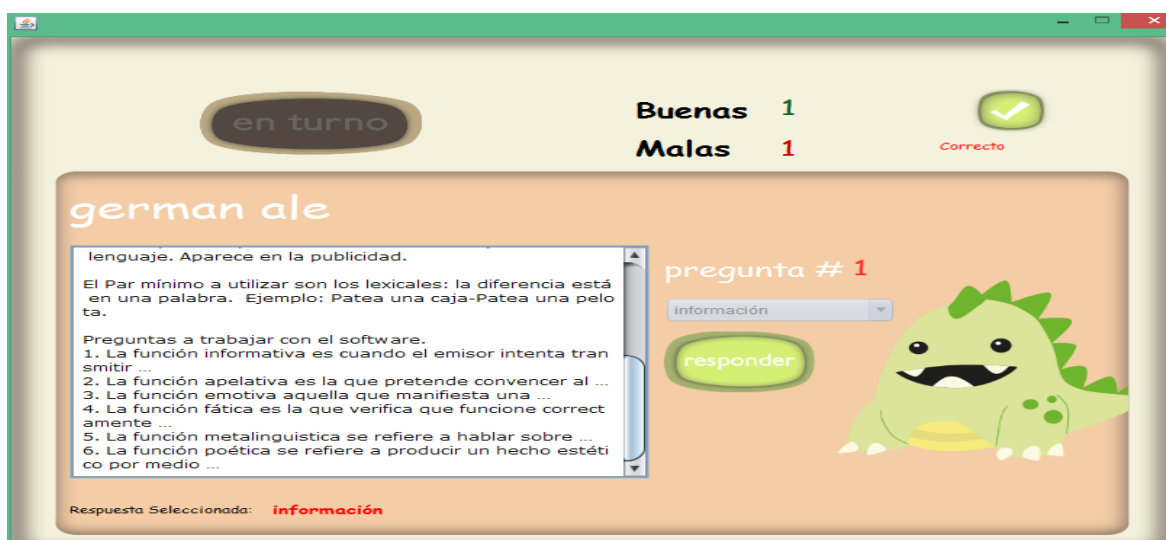 en turno
Buenas 1
Malas 1
Correcto
german ale
lenguaje. Aparece en la publicidad.
El Par mínimo a utilizar son los lexicales: la diferencia está
en una palabra. Ejemplo: Patea una caja-Patea una pelo
ta.
Preguntas a trabajar con el software.
1. La función informativa es cuando el emisor intenta tran
smitir ...
2. La función apelativa es la que pretende convencer al ...
3. La función emotiva aquella que manifiesta una ...
4. La función fática es la que verifica que funcione correct
amente ...
5. La función metalinguistica se refiere a hablar sobre ...
6. La función poética se refiere a producir un hecho estéti
co por medio ...
pregunta # 1
información
responder
Respuesta Seleccionada: información